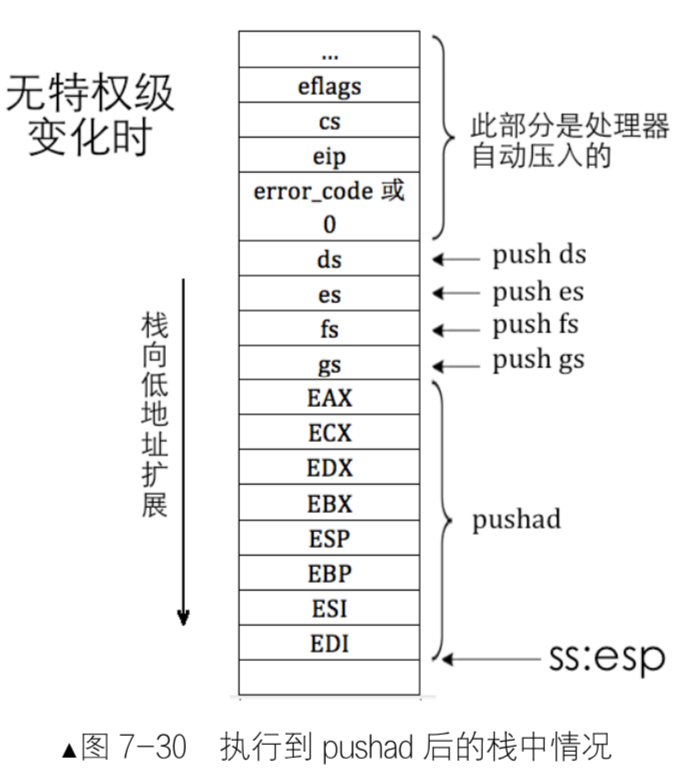 无特权级
变化时
...
eflags
cs
eip
error_code 或
0
ds
es
fs
gs
EAX
ECX
EDX
EBX
ESP
EBP
ESI
EDI
此部分是处理器
自动压入的
push ds
push es
push fs
push gs
pushad
ss:esp
栈向低地址扩展
▲图 7-30 执行到 pushad 后的栈中情况